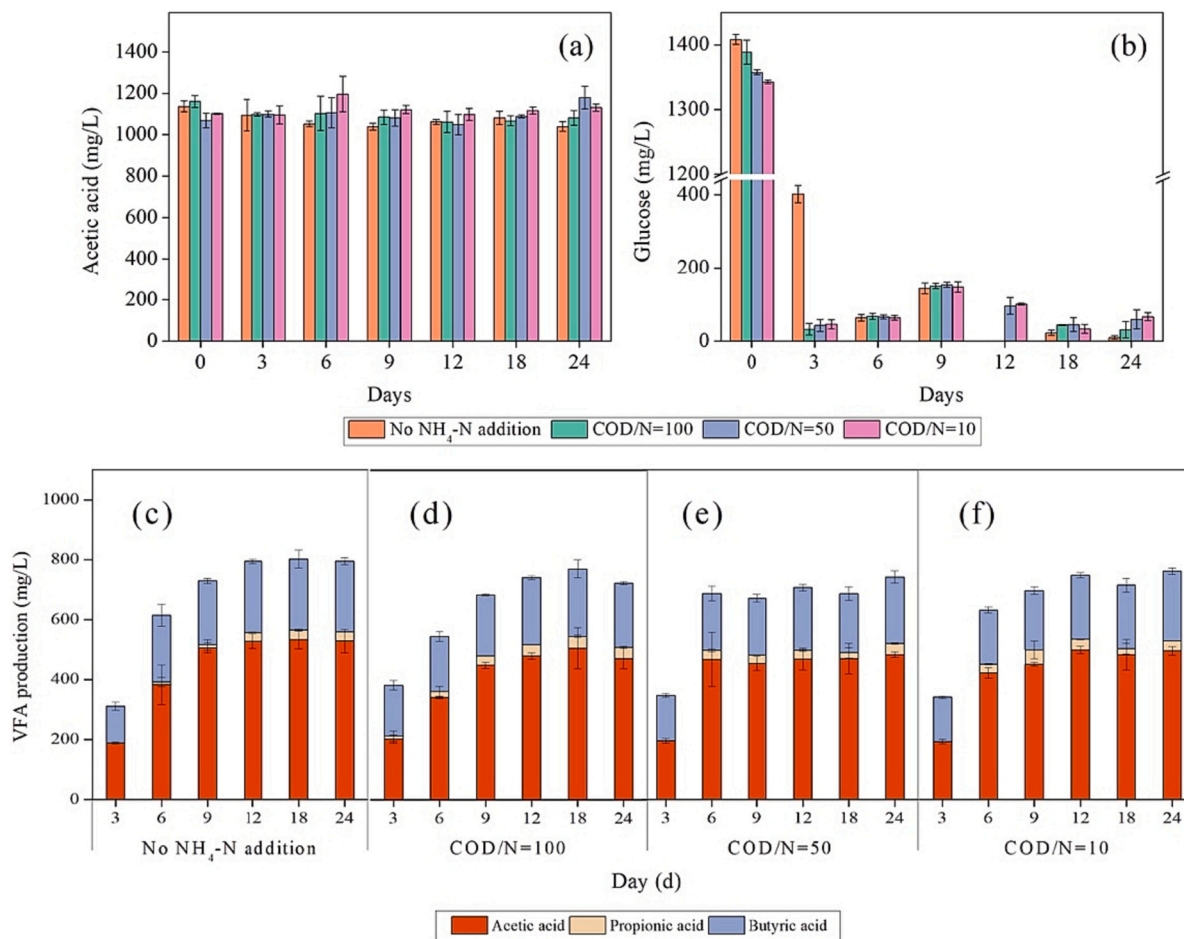 (a)
Acetic acid (mg/L)
1400
1200
1000
800
600
400
200
0
0 3 6 9 12 18 24
Days
(b)
Glucose (mg/L)
1400
1300
1200
400
200
0
0 3 6 9 12 18 24
Days
No NH₄-N addition COD/N=100 COD/N=50 COD/N=10
VFA production (mg/L)
1000
800
600
400
200
0
(c) (d) (e) (f)
3 6 9 12 18 24 3 6 9 12 18 24 3 6 9 12 18 24 3 6 9 12 18 24
No NH₄-N addition COD/N=100 COD/N=50 COD/N=10
Day (d)
Acetic acid Propionic acid Butyric acid